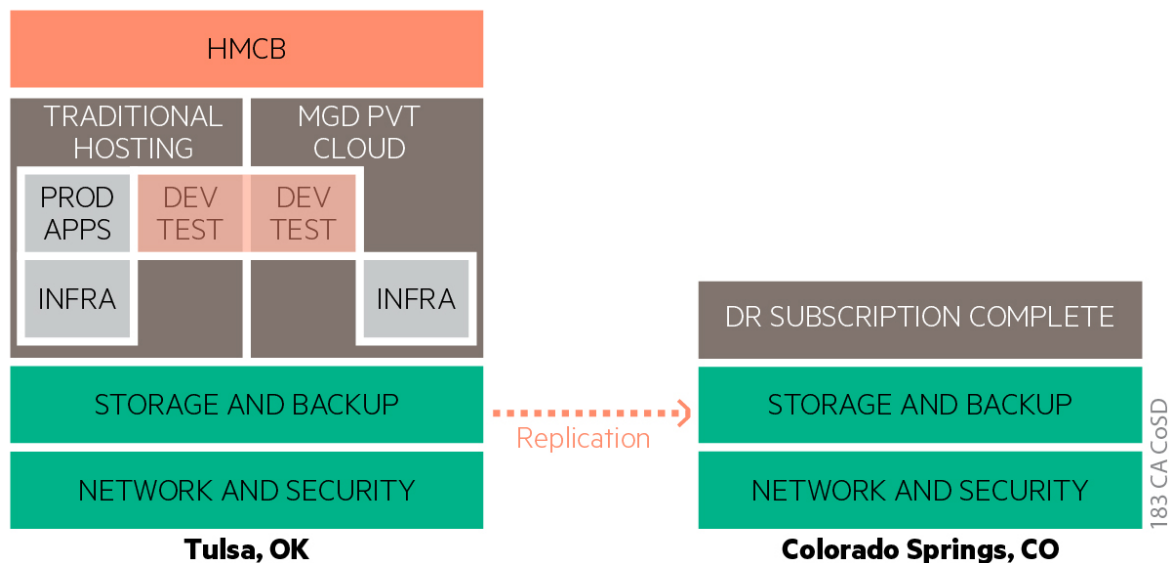 HMCB
TRADITIONAL
HOSTING
MGD PVT
CLOUD
PROD
APPS
DEV
TEST
DEV
TEST
INFRA
INFRA
STORAGE AND BACKUP
NETWORK AND SECURITY
Tulsa, OK
Replication
DR SUBSCRIPTION COMPLETE
STORAGE AND BACKUP
NETWORK AND SECURITY
Colorado Springs, CO
183 CA CoSD